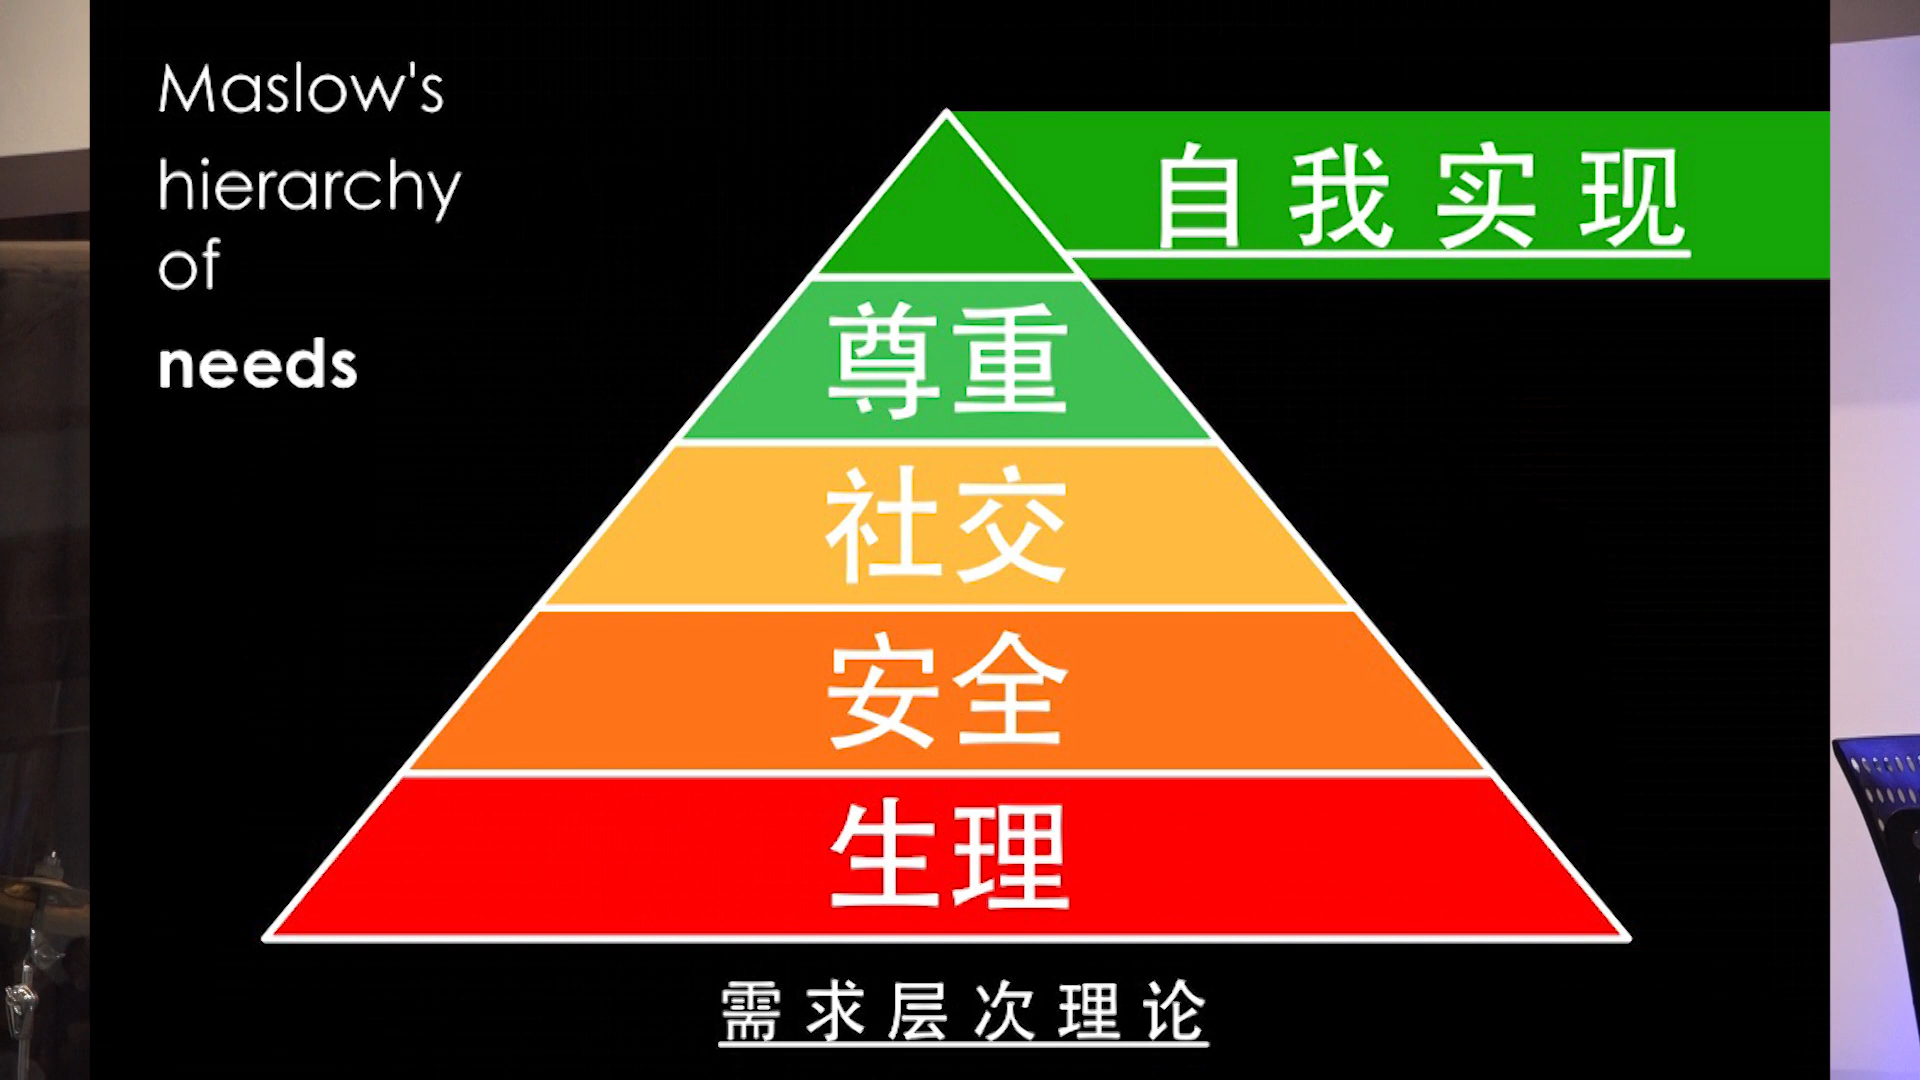 Maslow's
hierarchy
of
needs
自我实现
尊重
社交
安全
生理
需求层次理论